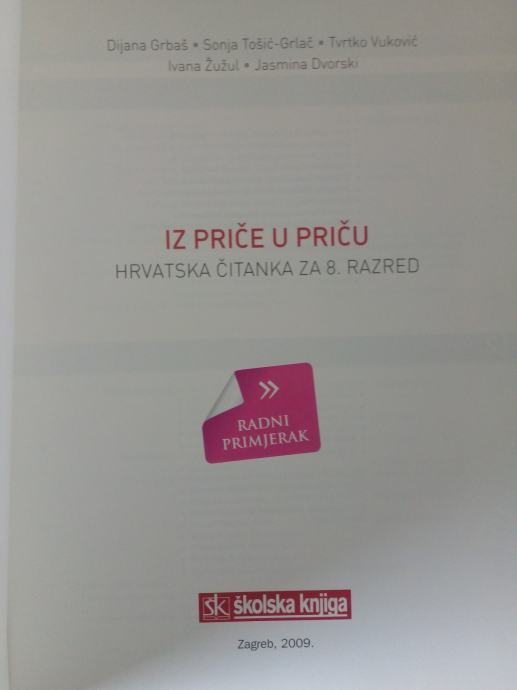 Dijana Grbaš • Sonja Tošić-Grlač • Tvrtko Vuković
Ivana Žužul • Jasmina Dvorski
IZ PRIČE U PRIČU
HRVATSKA ČITANKA ZA 8. RAZRED
RADNI
PRIMJERAK
šk školska knjiga
Zagreb, 2009.